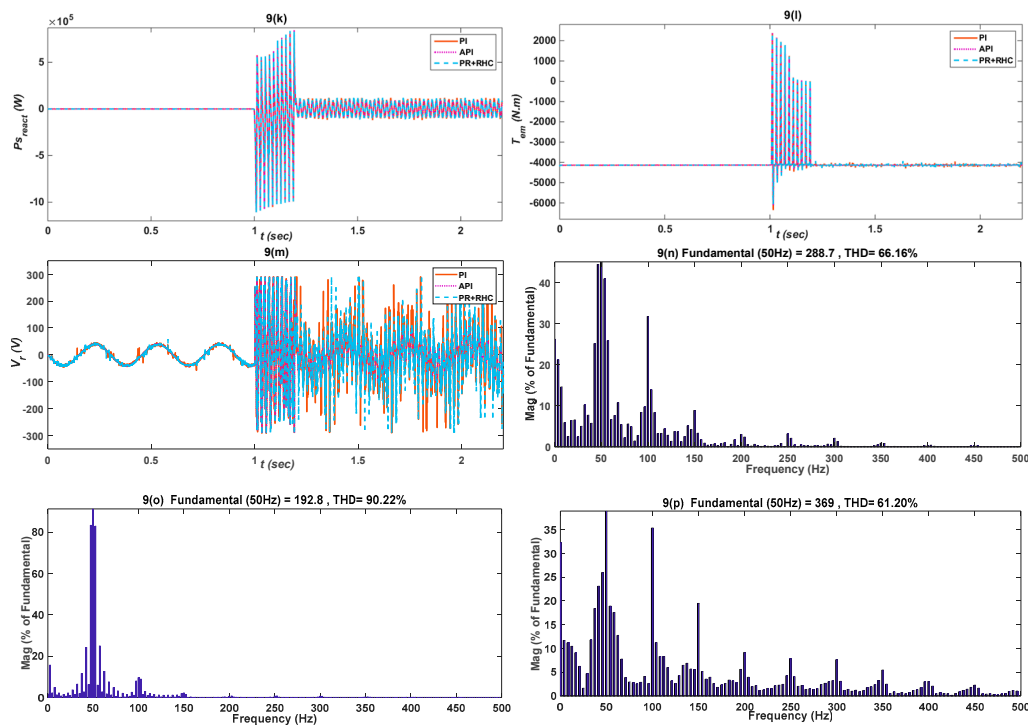 9(k)
×10⁵
5
0
-5
-10
Ps_react (W)
PI
API
PR+RHC
0 0.5 1 1.5 2
t (sec)
9(l)
2000
1000
0
-1000
-2000
-3000
-4000
-5000
-6000
T_em (N.m)
PI
API
PR+RHC
0 0.5 1 1.5 2
t (sec)
9(m)
300
200
100
0
-100
-200
-300
V_r (V)
PI
API
PR+RHC
0 0.5 1 1.5 2
t (sec)
9(n) Fundamental (50Hz) = 288.7 , THD= 66.16%
40
30
20
10
0
Mag (% of Fundamental)
0 50 100 150 200 250 300 350 400 450 500
Frequency (Hz)
9(o) Fundamental (50Hz) = 192.8 , THD= 90.22%
80
60
40
20
0
Mag (% of Fundamental)
0 50 100 150 200 250 300 350 400 450 500
Frequency (Hz)
9(p) Fundamental (50Hz) = 369 , THD= 61.20%
35
30
25
20
15
10
5
0
Mag (% of Fundamental)
0 50 100 150 200 250 300 350 400 450 500
Frequency (Hz)